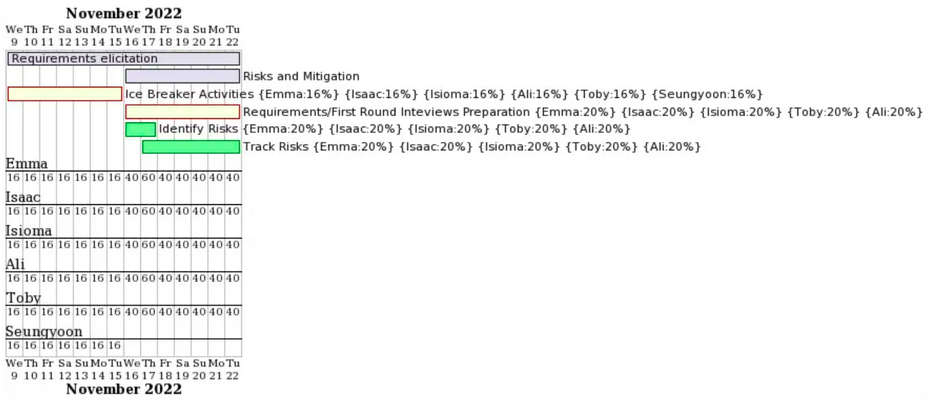 November 2022
We Th Fr Sa Su Mo Tu We Th Fr Sa Su Mo Tu
9 10 11 12 13 14 15 16 17 18 19 20 21 22
Requirements elicitation
Risks and Mitigation
Ice Breaker Activities {Emma:16%} {Isaac:16%} {Isioma:16%} {Ali:16%} {Toby:16%} {Seungyoon:16%}
Requirements/First Round Inteviews Preparation {Emma:20%} {Isaac:20%} {Isioma:20%} {Toby:20%} {Ali:20%}
Identify Risks {Emma:20%} {Isaac:20%} {Isioma:20%} {Toby:20%} {Ali:20%}
Track Risks {Emma:20%} {Isaac:20%} {Isioma:20%} {Toby:20%} {Ali:20%}
Emma
16 16 16 16 16 16 16 40 60 40 40 40 40 40
Isaac
16 16 16 16 16 16 16 40 60 40 40 40 40 40
Isioma
16 16 16 16 16 16 16 40 60 40 40 40 40 40
Ali
16 16 16 16 16 16 16 40 60 40 40 40 40 40
Toby
16 16 16 16 16 16 16 40 60 40 40 40 40 40
Seungyoon
16 16 16 16 16 16 16
We Th Fr Sa Su Mo Tu We Th Fr Sa Su Mo Tu
9 10 11 12 13 14 15 16 17 18 19 20 21 22
November 2022